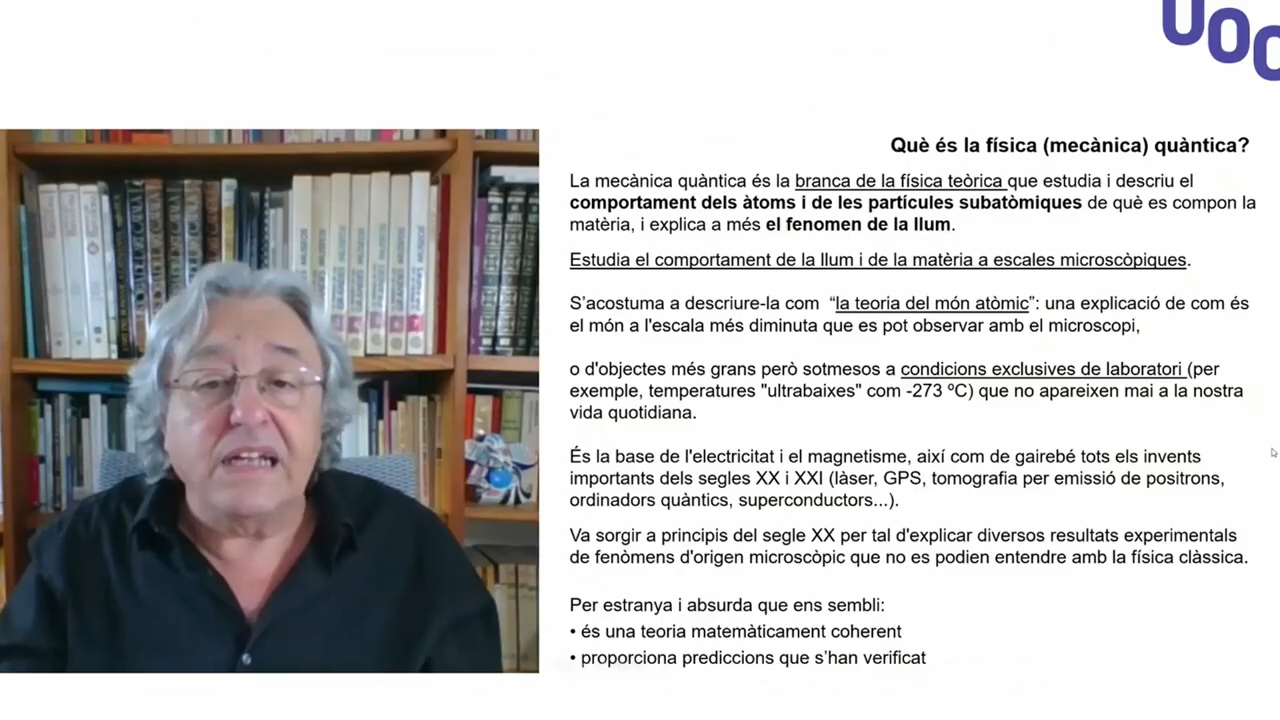 UOC
Què és la física (mecànica) quàntica?
La mecànica quàntica és la branca de la física teòrica que estudia i descriu el
comportament dels àtoms i de les partícules subatòmiques de què es compon la
matèria, i explica a més el fenomen de la llum.
Estudia el comportament de la llum i de la matèria a escales microscòpiques.
S'acostuma a descriure-la com “la teoria del món atòmic”: una explicació de com és
el món a l'escala més diminuta que es pot observar amb el microscopi,
o d'objectes més grans però sotmesos a condicions exclusives de laboratori (per
exemple, temperatures "ultrabaixes" com -273 ºC) que no apareixen mai a la nostra
vida quotidiana.
És la base de l'electricitat i el magnetisme, així com de gairebé tots els invents
importants dels segles XX i XXI (làser, GPS, tomografia per emissió de positrons,
ordinadors quàntics, superconductors...).
Va sorgir a principis del segle XX per tal d'explicar diversos resultats experimentals
de fenòmens d'origen microscòpic que no es podien entendre amb la física clàssica.
Per estranya i absurda que ens sembli:
• és una teoria matemàticament coherent
• proporciona prediccions que s’han verificat